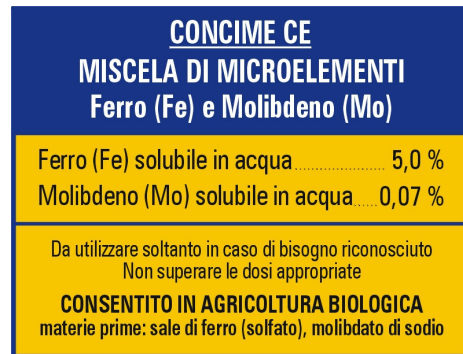 CONCIME CE
MISCELA DI MICROELEMENTI
Ferro (Fe) e Molibdeno (Mo)
Ferro (Fe) solubile in acqua.................. 5,0 %
Molibdeno (Mo) solubile in acqua......0,07 %
Da utilizzare soltanto in caso di bisogno riconosciuto
Non superare le dosi appropriate
CONSENTITO IN AGRICOLTURA BIOLOGICA
materie prime: sale di ferro (solfato), molibdato di sodio